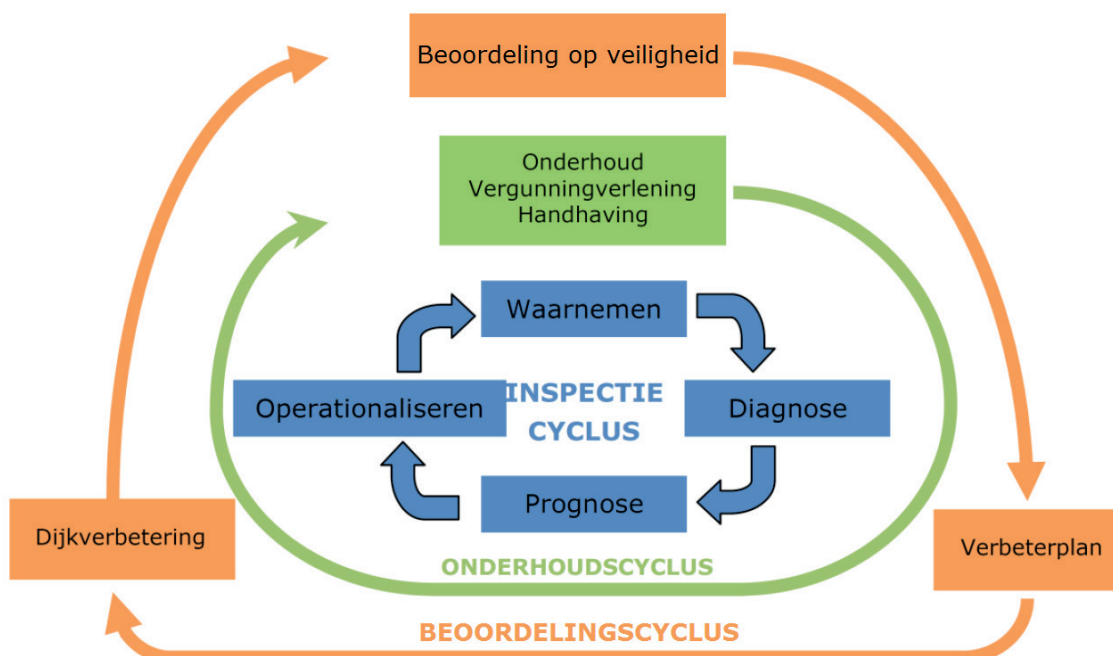 Beoordeling op veiligheid
Onderhoud
Vergunningverlening
Handhaving
Waarnemen
Operationaliseren
INSPECTIE
CYCLUS
Diagnose
Prognose
Dijkverbetering
Verbeterplan
ONDERHOUDSCYCLUS
BEOORDELINGSCYCLUS